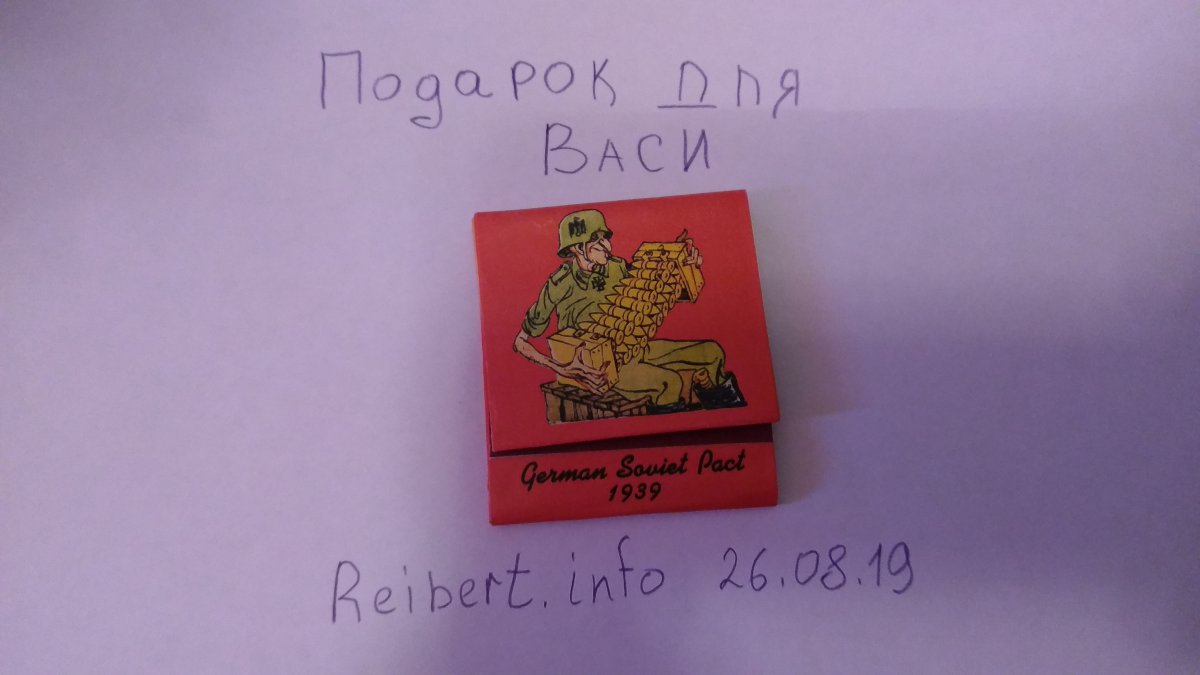 Подарок для
Васи
German Soviet Pact
1939
Reibert.info 26.08.19